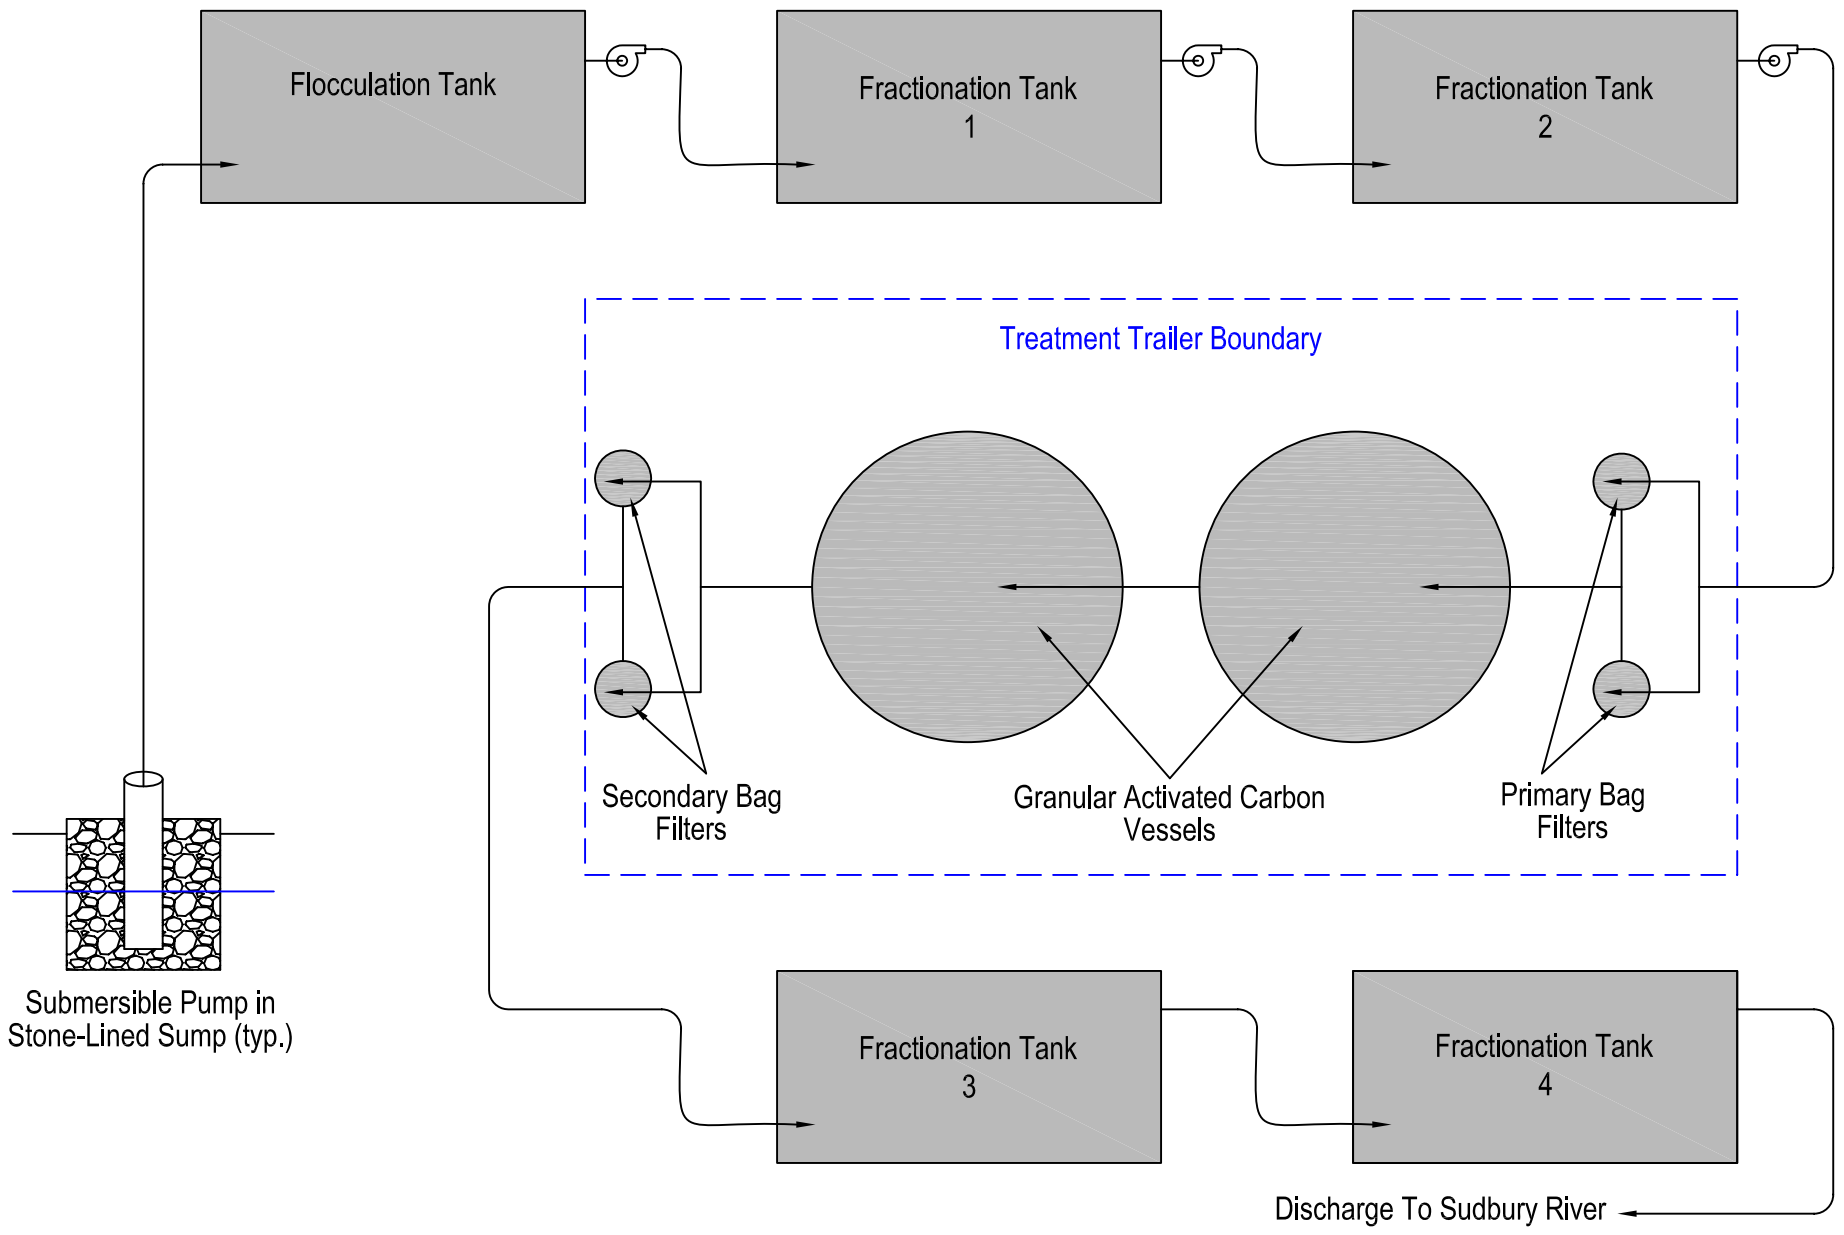 Flocculation Tank
Fractionation Tank
1
Fractionation Tank
2
Treatment Trailer Boundary
Secondary Bag
Filters
Granular Activated Carbon
Vessels
Primary Bag
Filters
Submersible Pump in
Stone-Lined Sump (typ.)
Fractionation Tank
3
Fractionation Tank
4
Discharge To Sudbury River